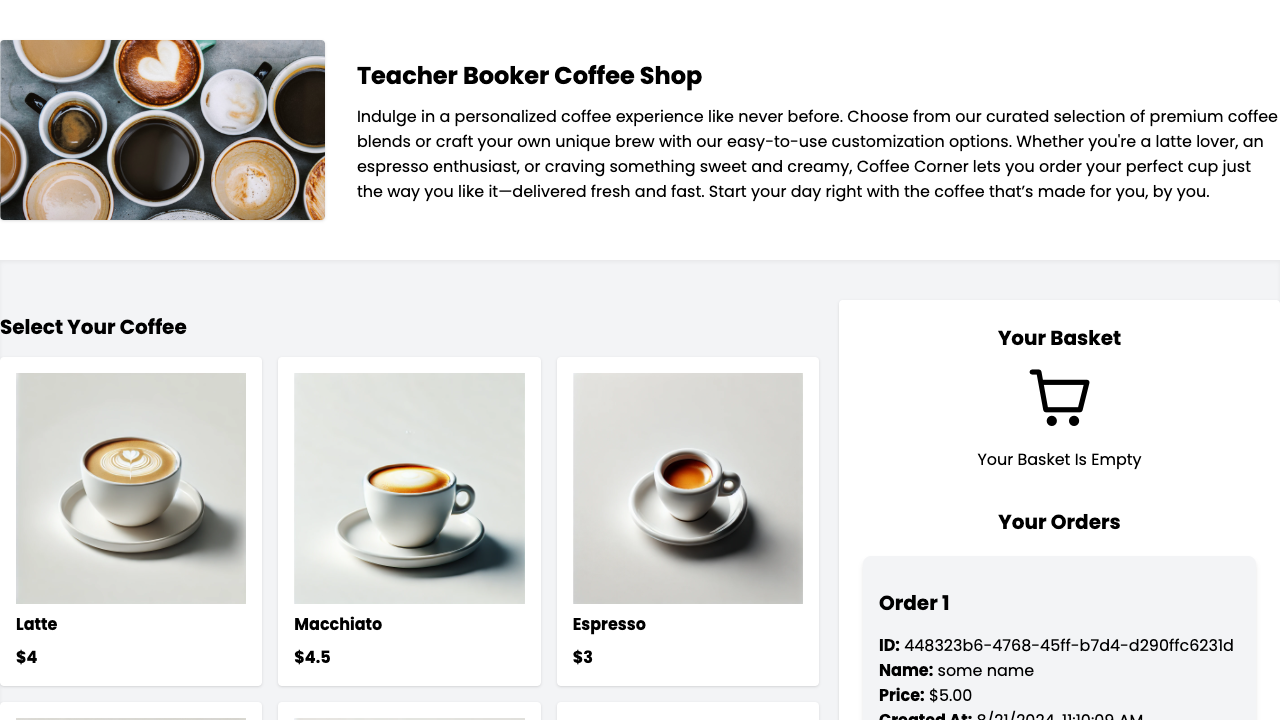 Teacher Booker Coffee Shop
Indulge in a personalized coffee experience like never before. Choose from our curated selection of premium coffee
blends or craft your own unique brew with our easy-to-use customization options. Whether you're a latte lover, an
espresso enthusiast, or craving something sweet and creamy, Coffee Corner lets you order your perfect cup just
the way you like it—delivered fresh and fast. Start your day right with the coffee that’s made for you, by you.
Select Your Coffee
Latte
$4
Macchiato
$4.5
Espresso
$3
Your Basket
Your Basket Is Empty
Your Orders
Order 1
ID: 448323b6-4768-45ff-b7d4-d290ffc6231d
Name: some name
Price: $5.00
Created At: 8/21/2024, 11:10:09 AM